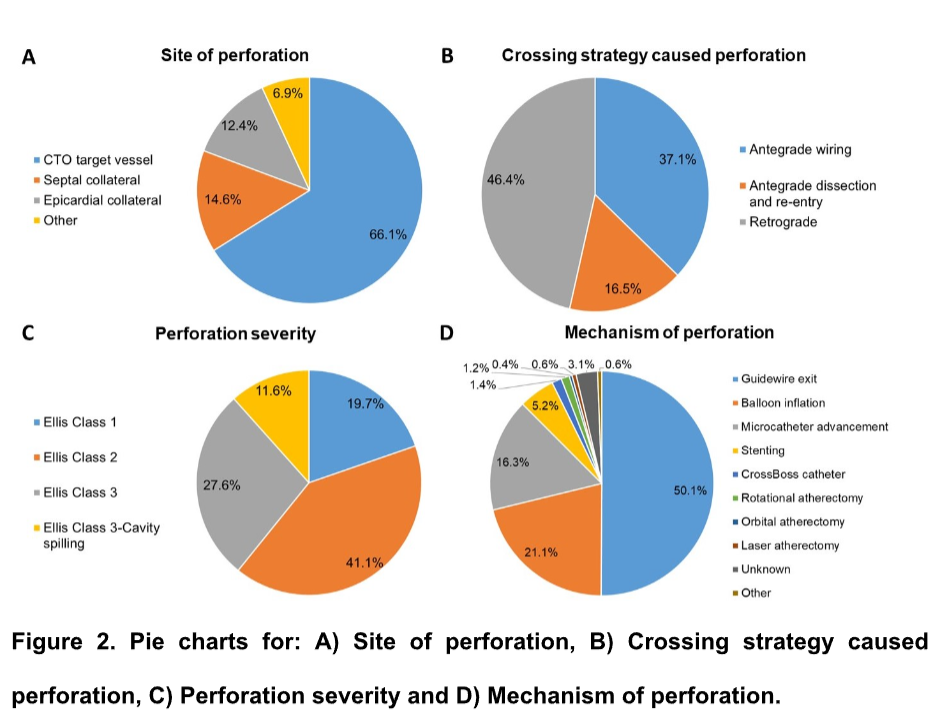 A
Site of perforation
6.9%
12.4%
14.6%
66.1%
CTO target vessel
Septal collateral
Epicardial collateral
Other
B
Crossing strategy caused perforation
37.1%
46.4%
16.5%
Antegrade wiring
Antegrade dissection
and re-entry
Retrograde
C
Perforation severity
11.6%
19.7%
27.6%
41.1%
Ellis Class 1
Ellis Class 2
Ellis Class 3
Ellis Class 3-Cavity
spilling
D
Mechanism of perforation
1.2% 0.4% 0.6% 3.1% 0.6%
1.4%
5.2%
16.3%
50.1%
21.1%
Guidewire exit
Balloon inflation
Microcatheter advancement
Stenting
CrossBoss catheter
Rotational atherectomy
Orbital atherectomy
Laser atherectomy
Unknown
Other
Figure 2. Pie charts for: A) Site of perforation, B) Crossing strategy caused
perforation, C) Perforation severity and D) Mechanism of perforation.